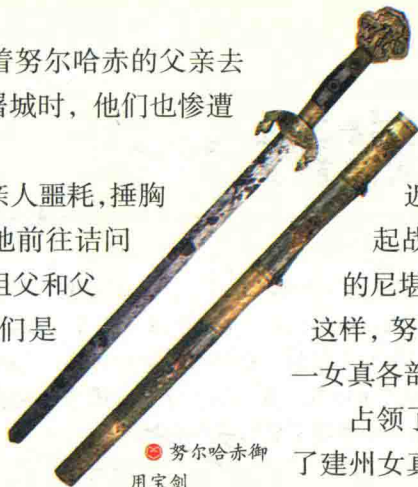 着努尔哈赤的父亲去
屠城时，他们也惨遭
亲人噩耗，捶胸
他前往诘问
祖父和父
们是
努尔哈赤御
用宝剑
起战
的尼堪
这样，努
一女真各部
占领了
了建州女真